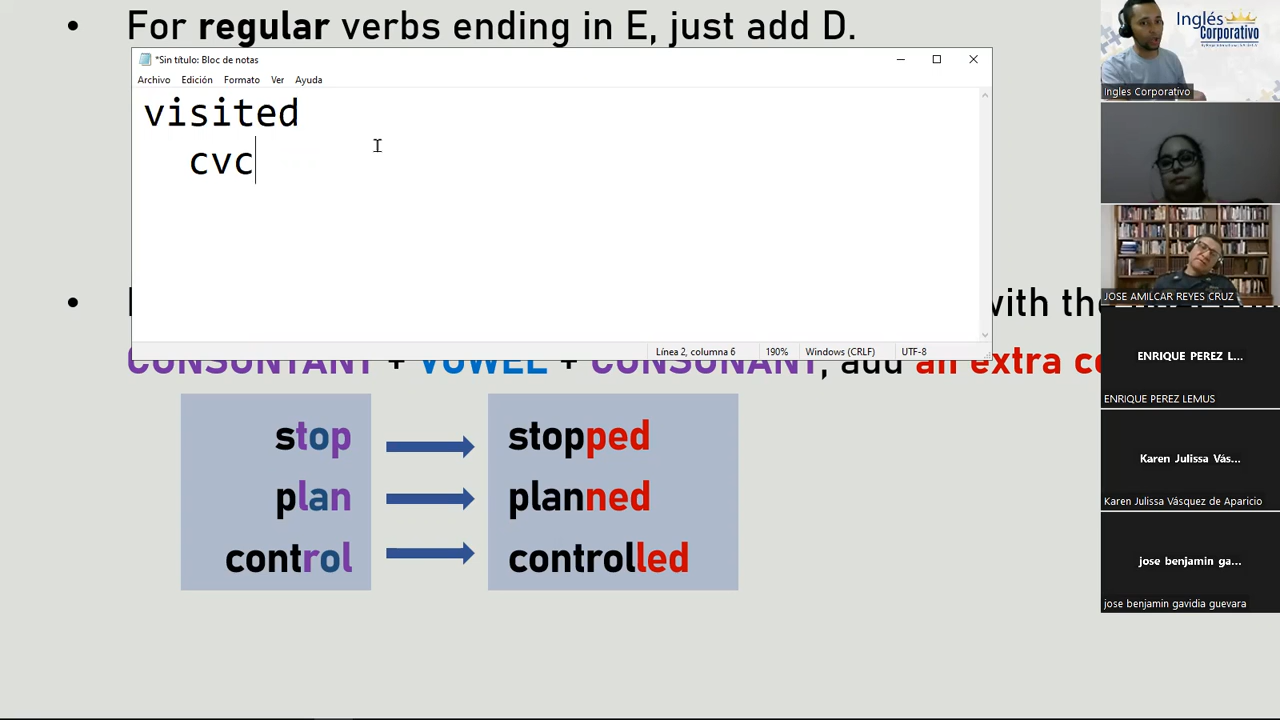 • For regular verbs ending in E, just add D.
*Sin título: Bloc de notas
Archivo Edición Formato Ver Ayuda
visited
cvc
Línea 2, columna 6 190% Windows (CRLF) UTF-8
• with the
CONSONTANT + VOWEL + CONSONANT, add an extra co
stop stopped
plan planned
control controlled
Inglés
Corporativo
Ingles Corporativo
JOSE AMILCAR REYES CRUZ
ENRIQUE PEREZ L...
ENRIQUE PEREZ LEMUS
Karen Julissa Vás...
Karen Julissa Vásquez de Aparicio
jose benjamin ga...
jose benjamin gavidia guevara